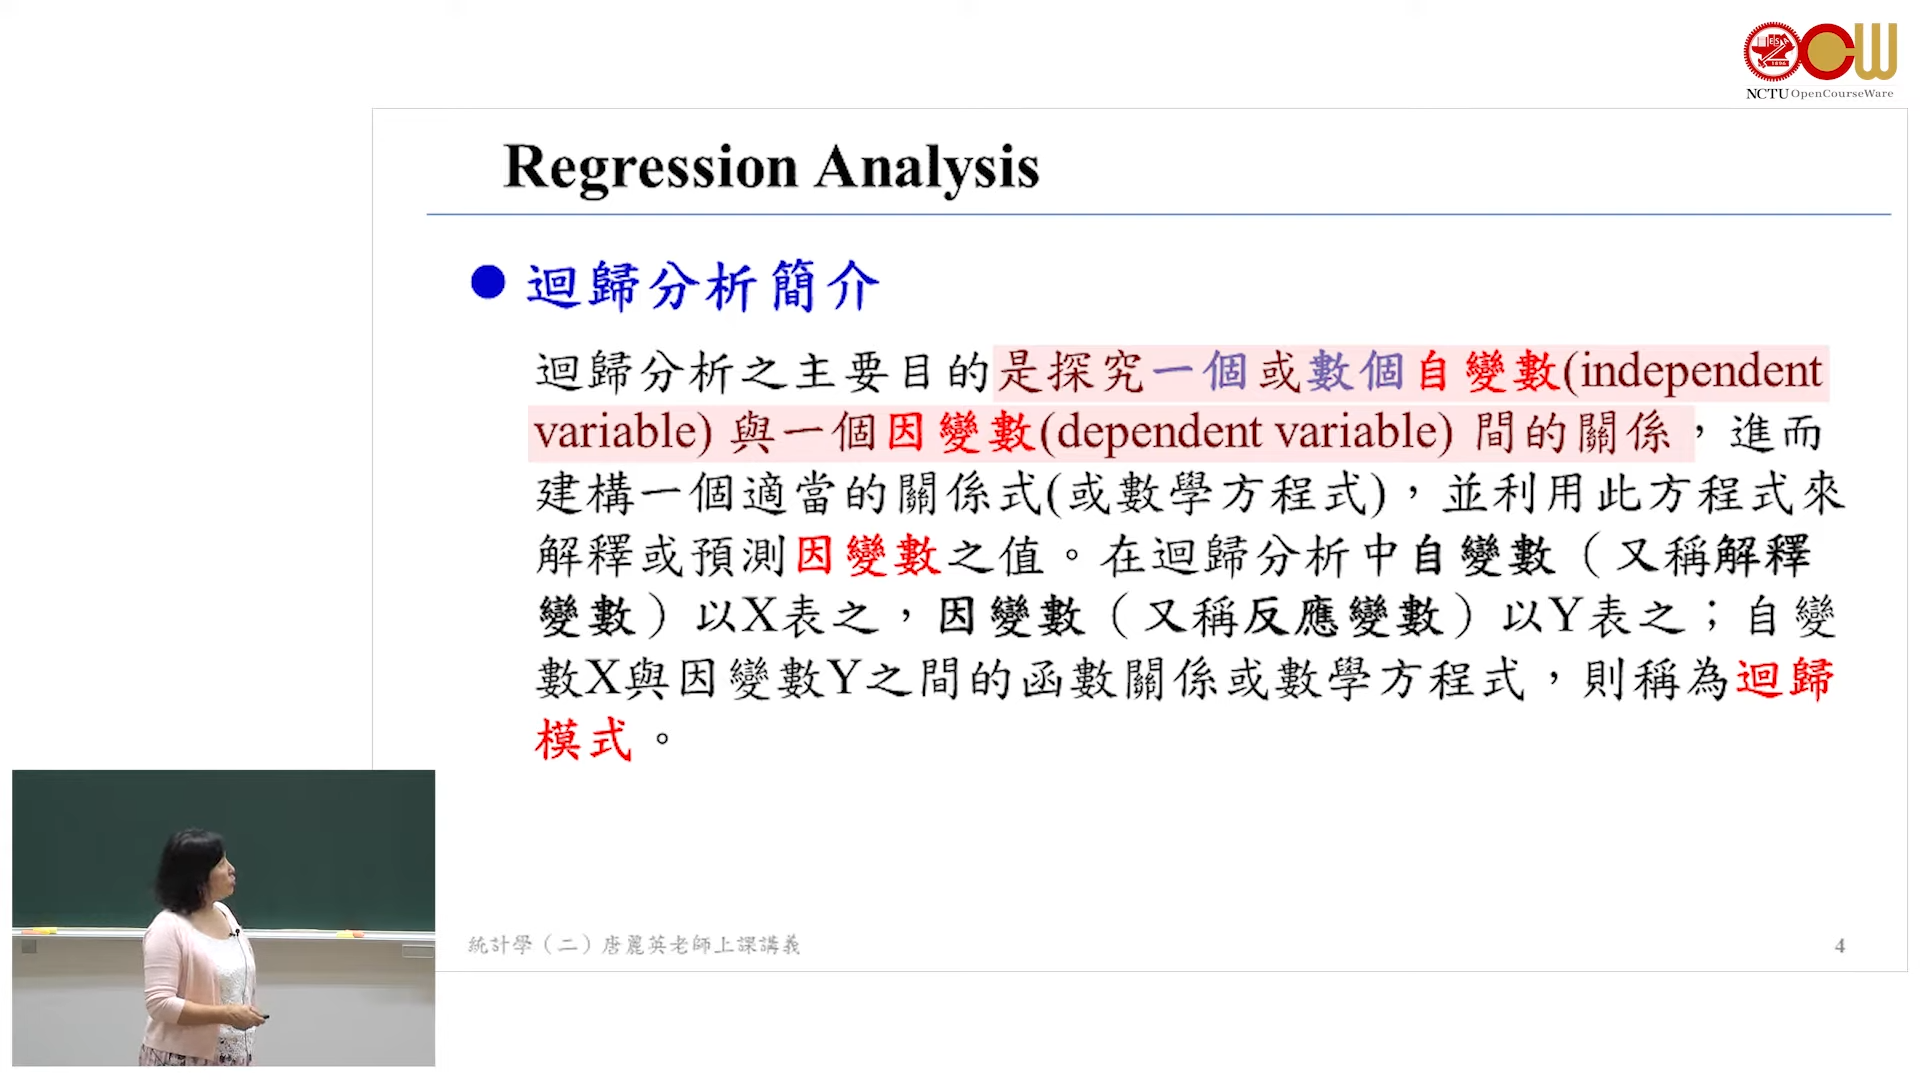 NCTU OpenCourseWare
Regression Analysis
迴歸分析簡介
迴歸分析之主要目的是探究一個或數個自變數(independent
variable) 與一個因變數(dependent variable) 間的關係，進而
建構一個適當的關係式(或數學方程式)，並利用此方程式來
解釋或預測因變數之值。在迴歸分析中自變數（又稱解釋
變數）以X表之，因變數（又稱反應變數）以Y表之；自變
數X與因變數Y之間的函數關係或數學方程式，則稱為迴歸
模式。
統計學（二）唐麗英老師上課講義
4